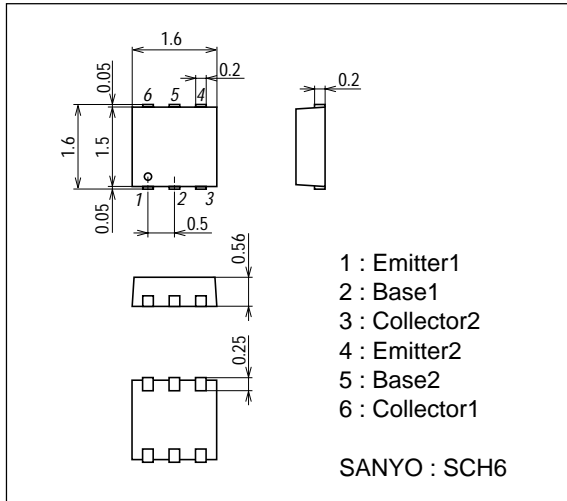 1.6
0.05
0.2
0.2
6 5 4
1.6
1.5
1 2 3
0.05
0.5
0.56
0.25
1 : Emitter1
2 : Base1
3 : Collector2
4 : Emitter2
5 : Base2
6 : Collector1
SANYO : SCH6